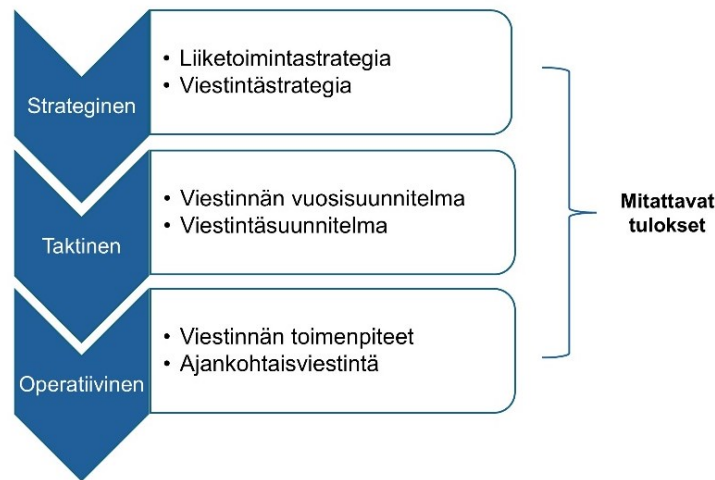 Strateginen
• Liiketoimintastrategia
• Viestintästrategia
Taktinen
• Viestinnän vuosisuunnitelma
• Viestintäsuunnitelma
Operatiivinen
• Viestinnän toimenpiteet
• Ajankohtaisviestintä
Mitattavat
tulokset